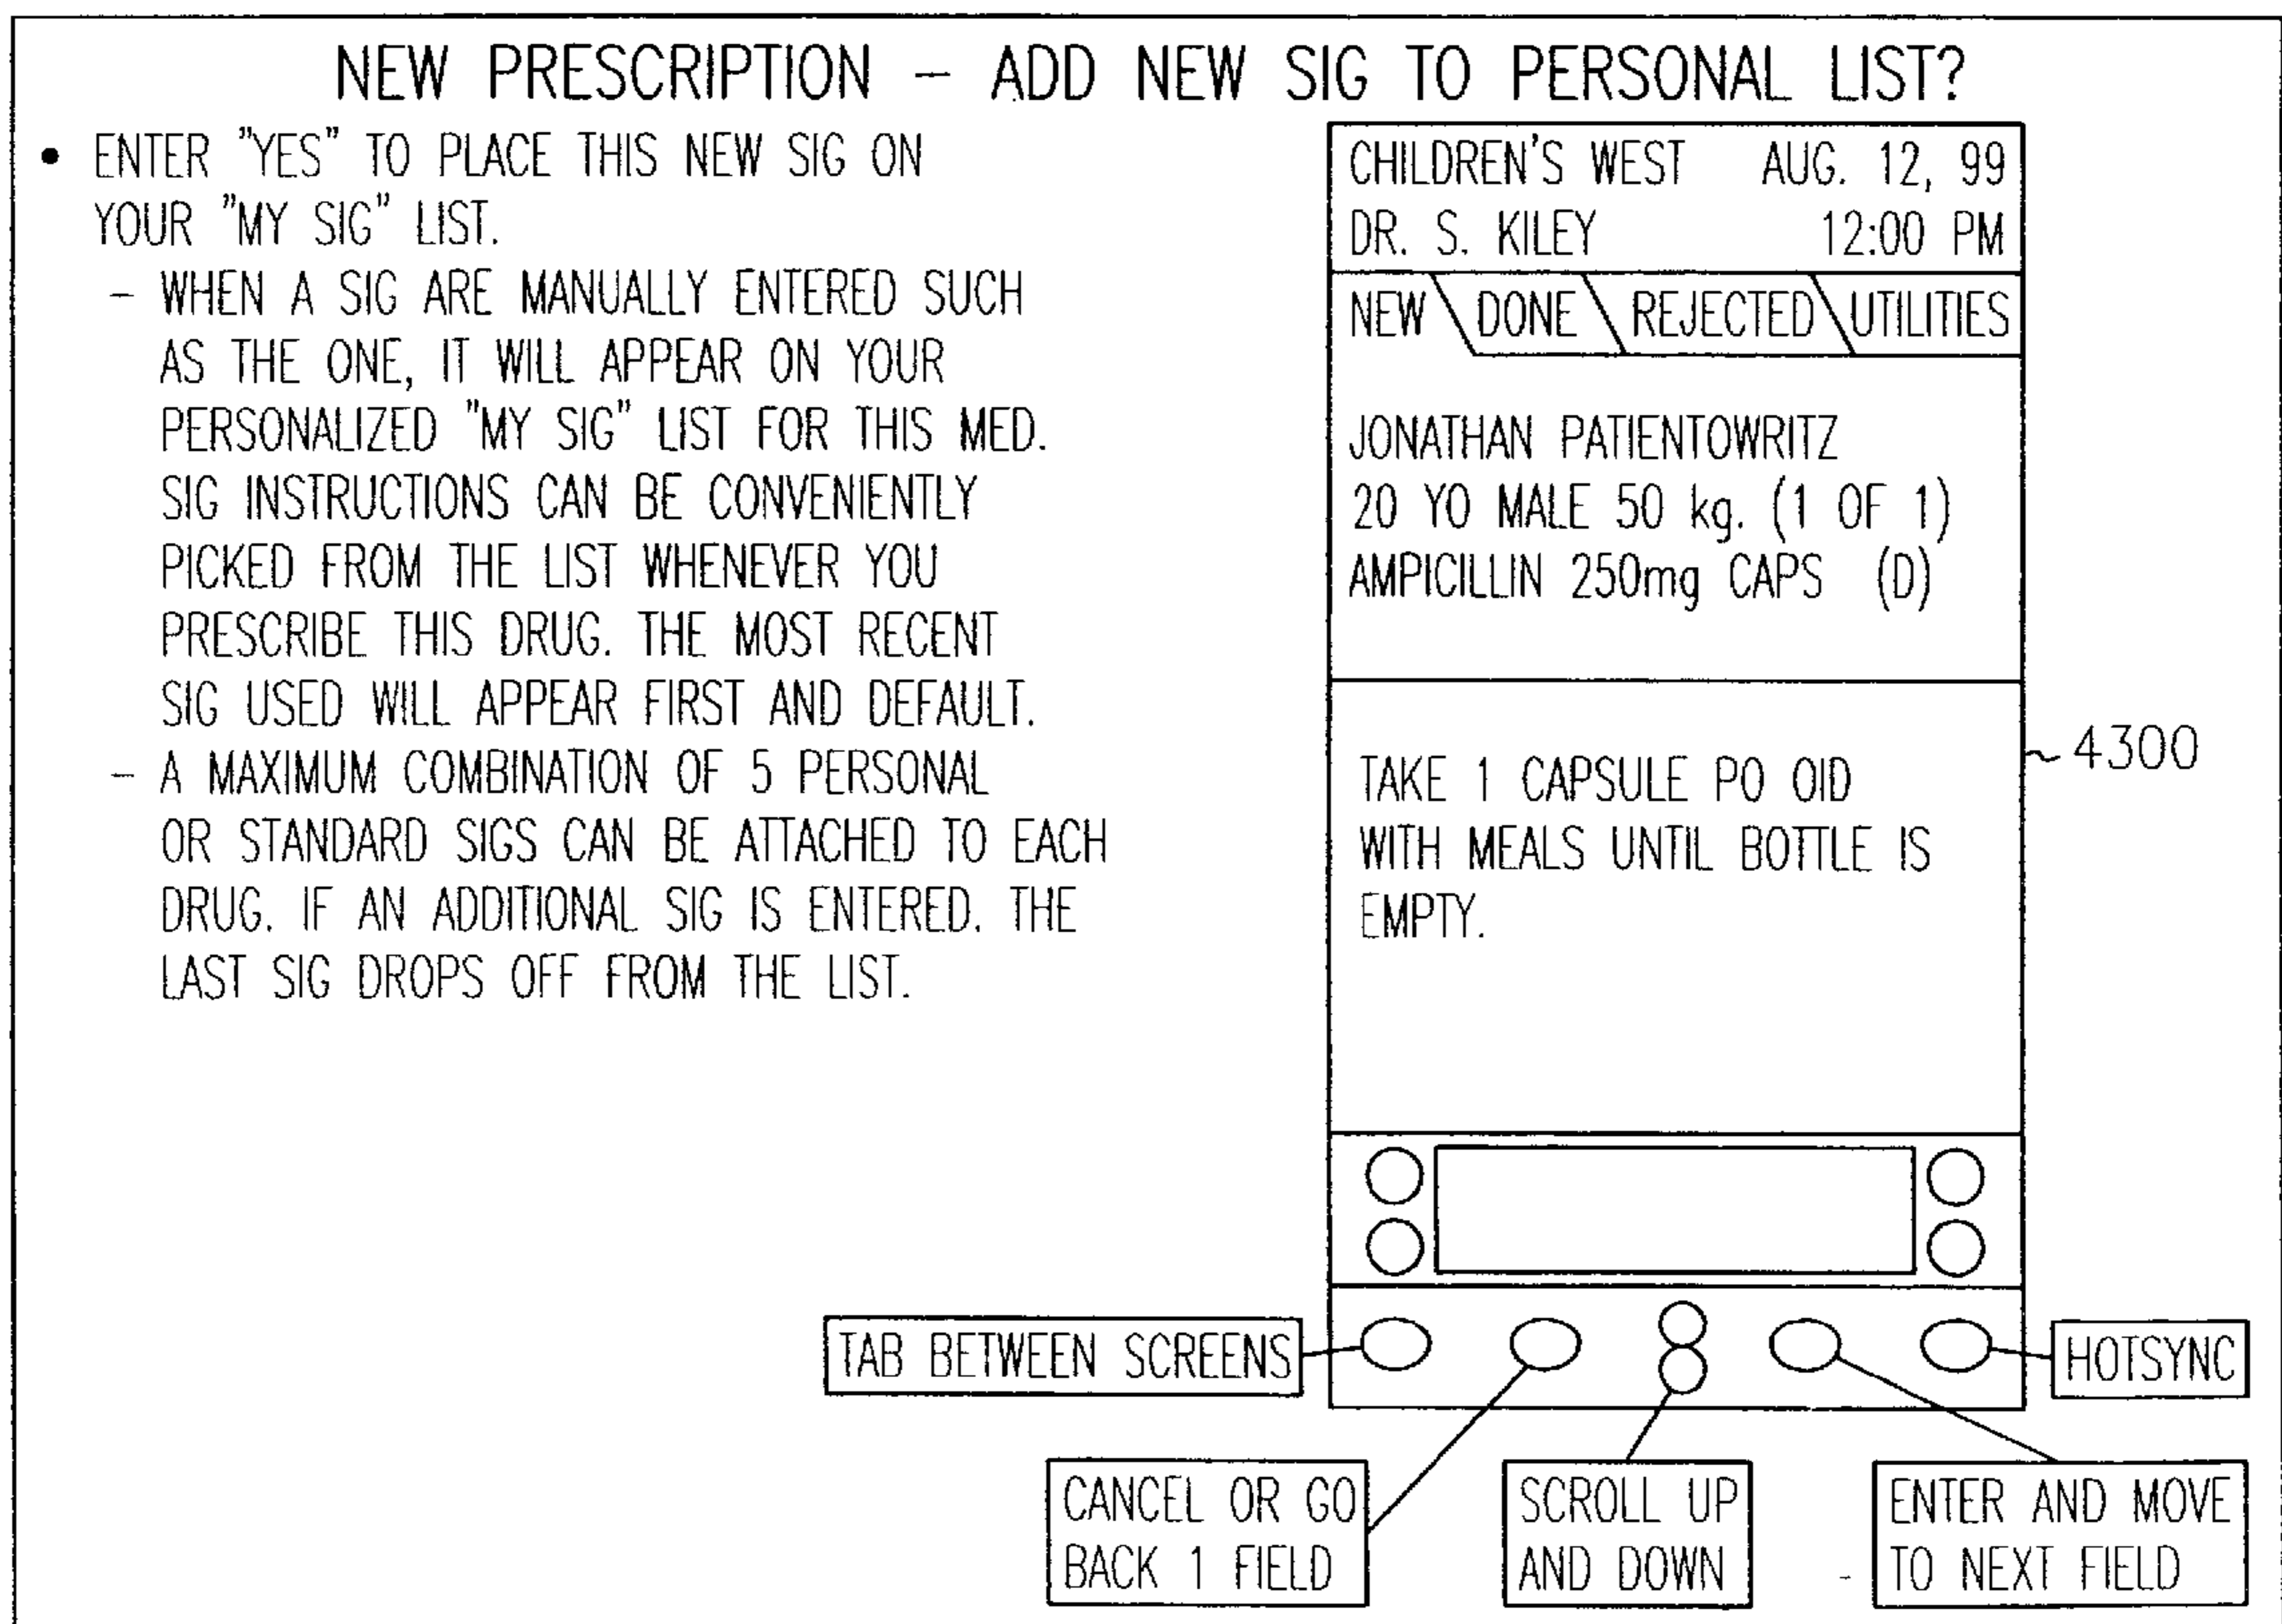 NEW PRESCRIPTION – ADD NEW SIG TO PERSONAL LIST?
• ENTER "YES" TO PLACE THIS NEW SIG ON
YOUR "MY SIG" LIST.
– WHEN A SIG ARE MANUALLY ENTERED SUCH
AS THE ONE, IT WILL APPEAR ON YOUR
PERSONALIZED "MY SIG" LIST FOR THIS MED.
SIG INSTRUCTIONS CAN BE CONVENIENTLY
PICKED FROM THE LIST WHENEVER YOU
PRESCRIBE THIS DRUG. THE MOST RECENT
SIG USED WILL APPEAR FIRST AND DEFAULT.
– A MAXIMUM COMBINATION OF 5 PERSONAL
OR STANDARD SIGS CAN BE ATTACHED TO EACH
DRUG. IF AN ADDITIONAL SIG IS ENTERED. THE
LAST SIG DROPS OFF FROM THE LIST.
CHILDREN'S WEST AUG. 12, 99
DR. S. KILEY 12:00 PM
NEW DONE REJECTED UTILITIES
JONATHAN PATIENTOWRITZ
20 YO MALE 50 kg. (1 OF 1)
AMPICILLIN 250mg CAPS (D)
TAKE 1 CAPSULE PO OID
WITH MEALS UNTIL BOTTLE IS
EMPTY.
4300
TAB BETWEEN SCREENS
HOTSYNC
CANCEL OR GO
BACK 1 FIELD
SCROLL UP
AND DOWN
ENTER AND MOVE
TO NEXT FIELD